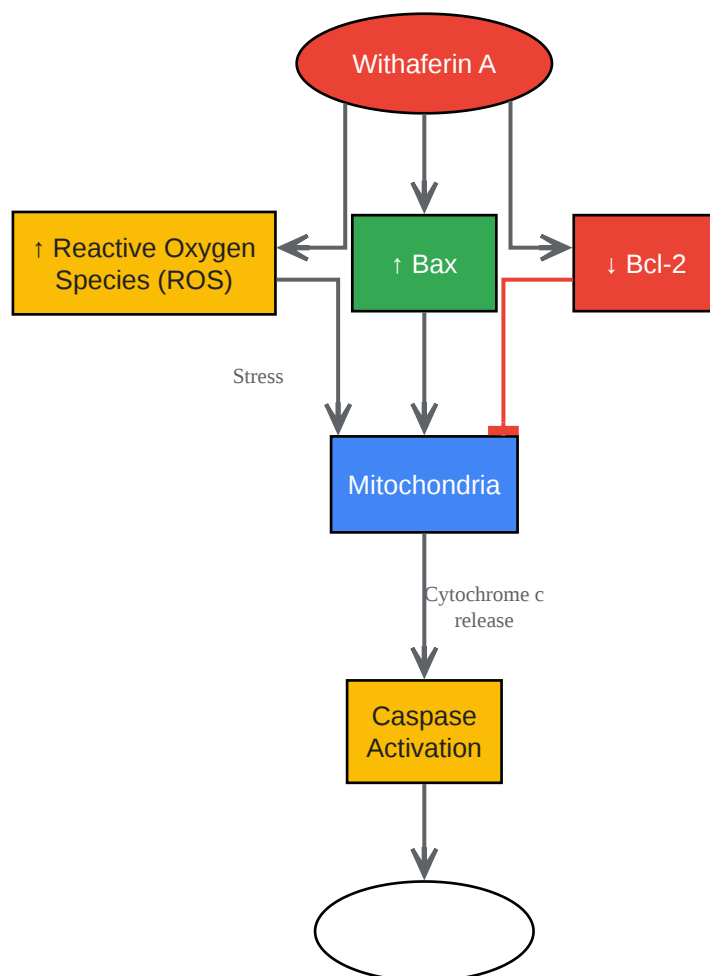 Withaferin A
↑ Reactive Oxygen
Species (ROS)
↑ Bax
↓ Bcl-2
Stress
Mitochondria
Cytochrome c
release
Caspase
Activation